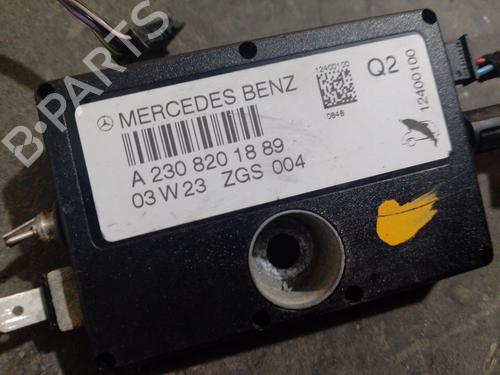 B-PARTS
MERCEDES BENZ
A 230 820 18 89
03 W 23 ZGS 004
12400100
0848
Q2
12400100